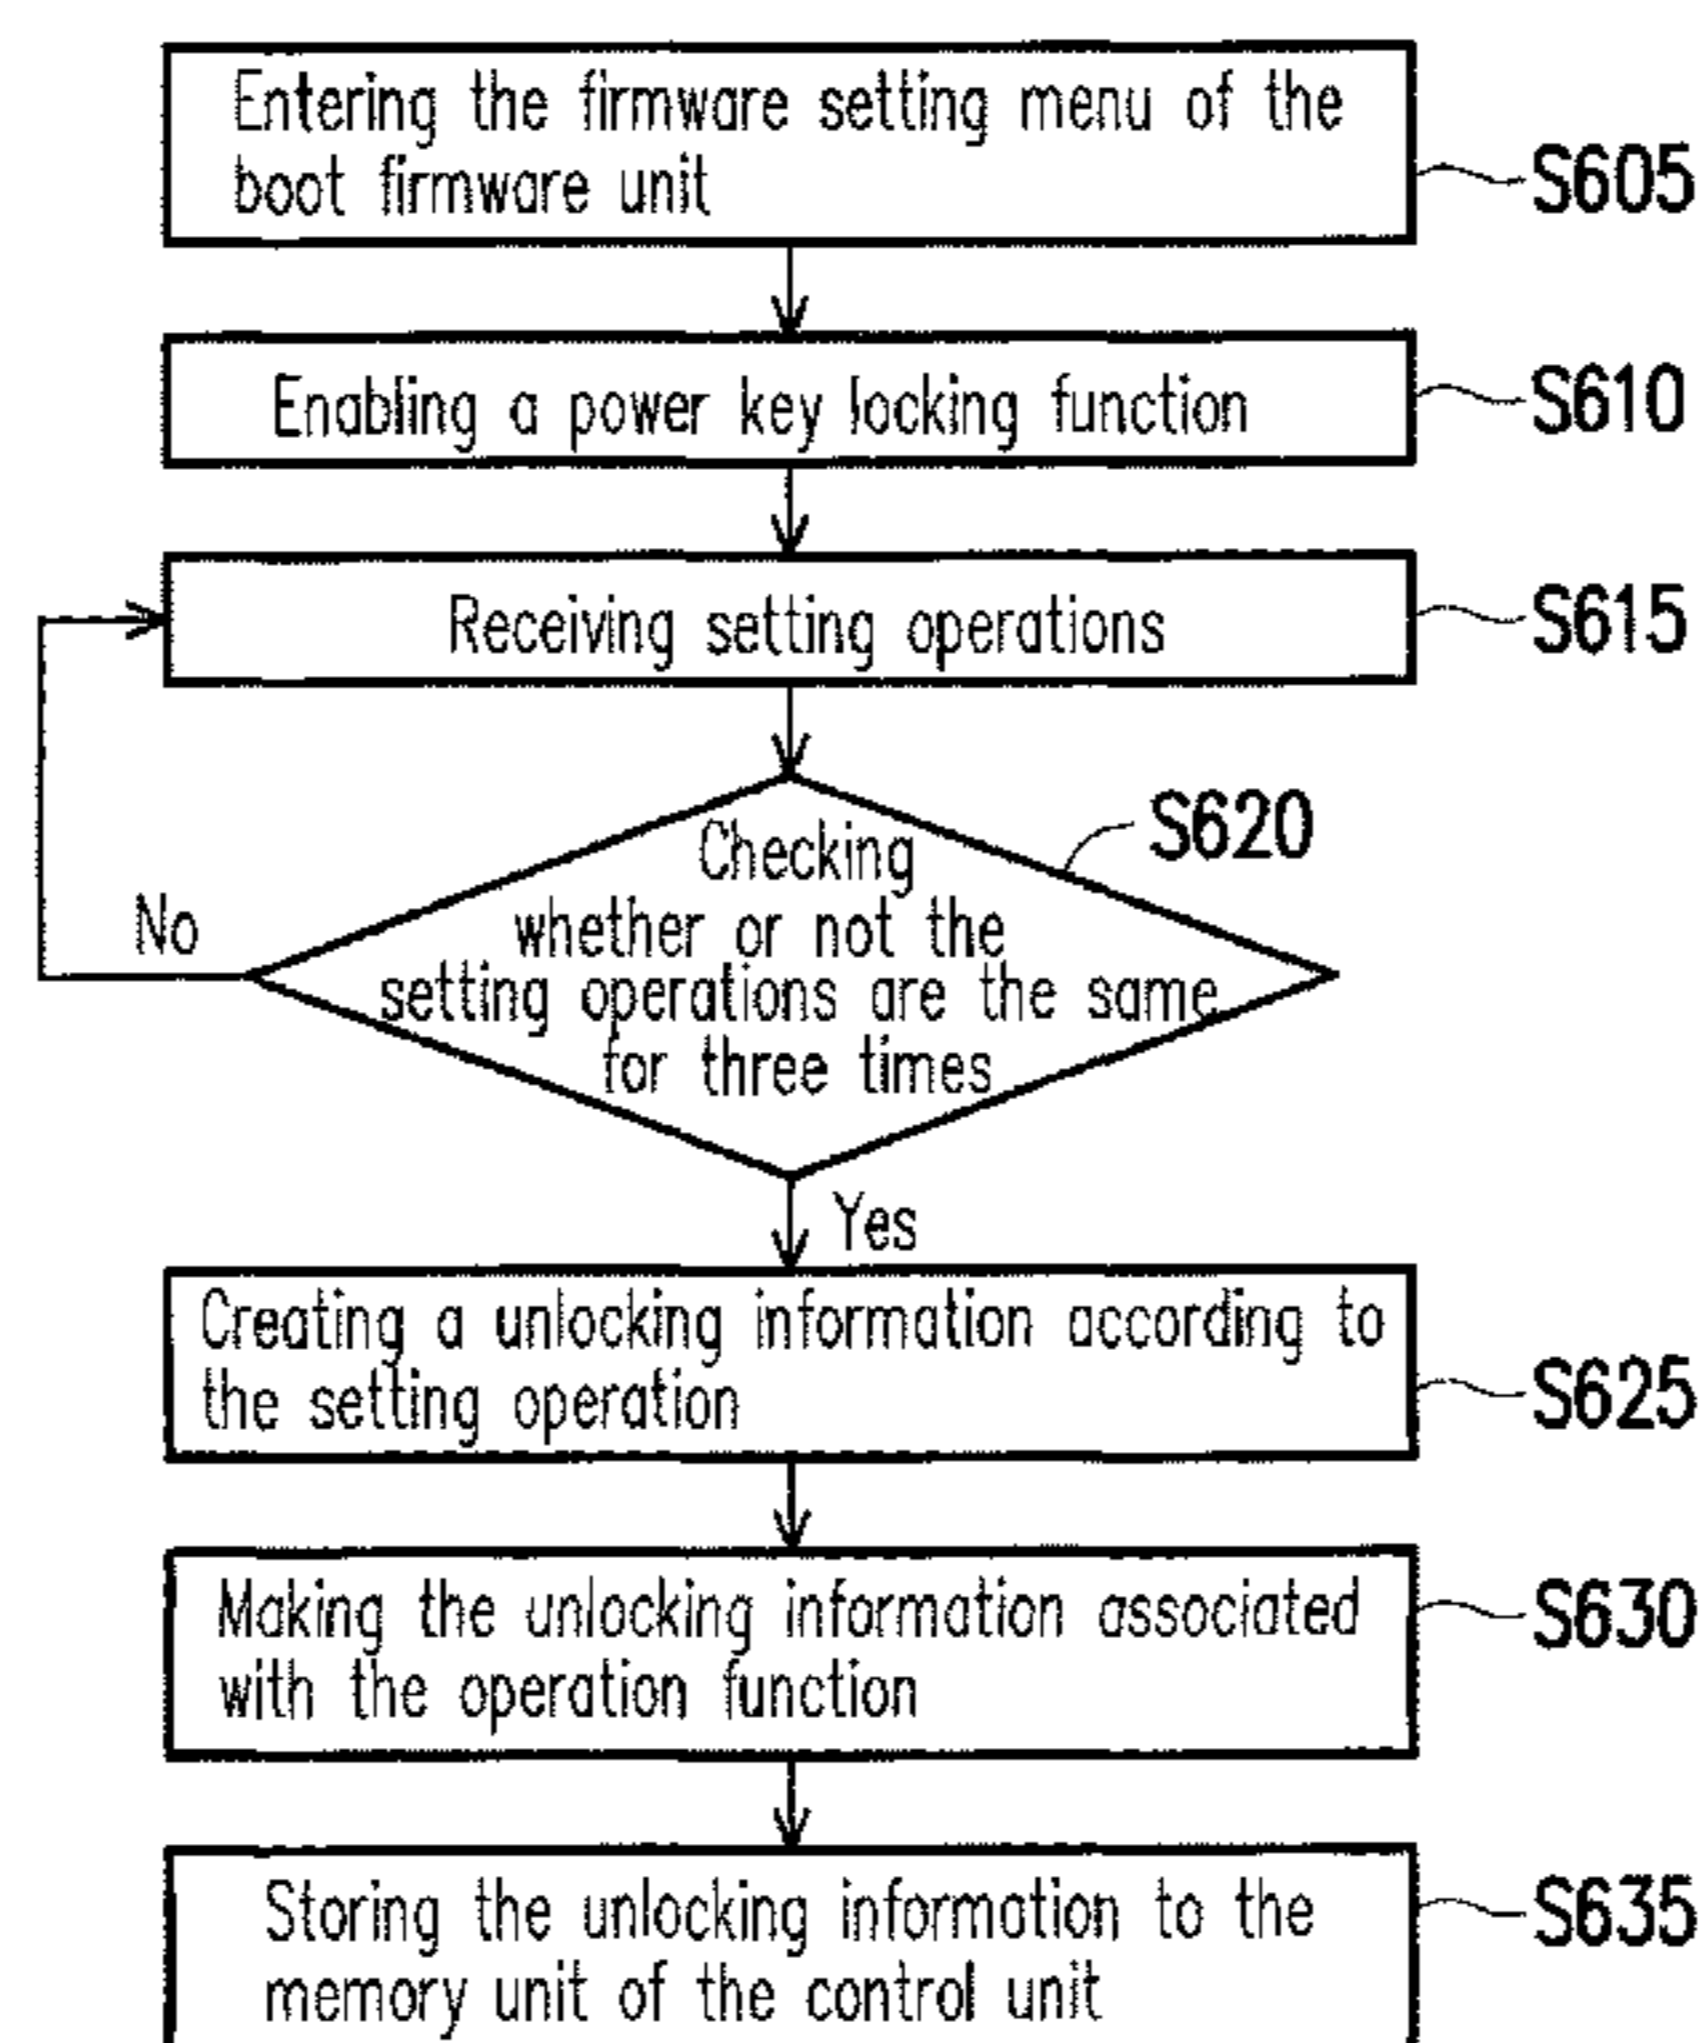 Entering the firmware setting menu of the
boot firmware unit
S605
Enabling a power key locking function
S610
Receiving setting operations
S615
Checking
whether or not the
setting operations are the same
for three times
S620
No
Yes
Creating a unlocking information according to
the setting operation
S625
Making the unlocking information associated
with the operation function
S630
Storing the unlocking information to the
memory unit of the control unit
S635